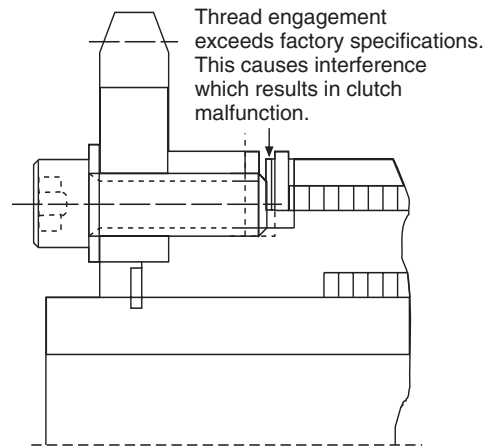 Thread engagement
exceeds factory specifications.
This causes interference
which results in clutch
malfunction.